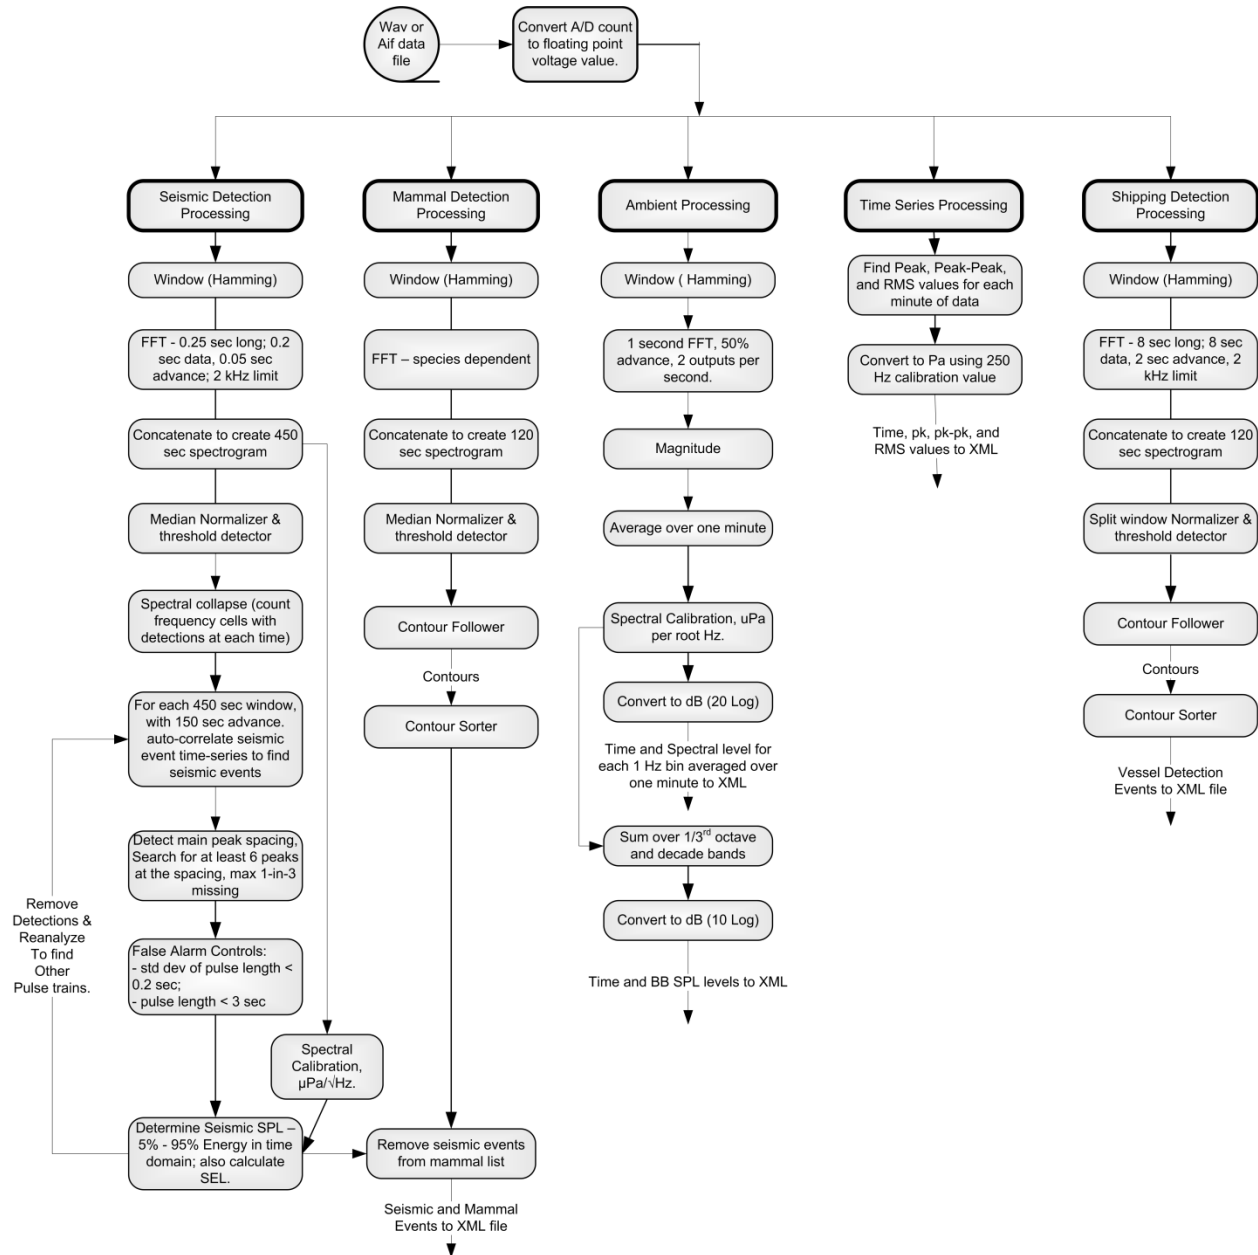 Wav or
Aif data
file
Convert A/D count
to floating point
voltage value.
Seismic Detection
Processing
Window (Hamming)
FFT - 0.25 sec long; 0.2
sec data, 0.05 sec
advance; 2 kHz limit
Concatenate to create 450
sec spectrogram
Median Normalizer &
threshold detector
Spectral collapse (count
frequency cells with
detections at each time)
For each 450 sec window,
with 150 sec advance.
auto-correlate seismic
event time-series to find
seismic events
Detect main peak spacing,
Search for at least 6 peaks
at the spacing, max 1-in-3
missing
Remove
Detections &
Reanalyze
To find
Other
Pulse trains.
False Alarm Controls:
- std dev of pulse length <
0.2 sec;
- pulse length < 3 sec
Spectral
Calibration,
µPa/√Hz.
Determine Seismic SPL –
5% - 95% Energy in time
domain; also calculate
SEL.
Mammal Detection
Processing
Window (Hamming)
FFT – species dependent
Concatenate to create 120
sec spectrogram
Median Normalizer &
threshold detector
Contour Follower
Contours
Contour Sorter
Remove seismic events
from mammal list
Seismic and Mammal
Events to XML file
Ambient Processing
Window ( Hamming)
1 second FFT, 50%
advance, 2 outputs per
second.
Magnitude
Average over one minute
Spectral Calibration, uPa
per root Hz.
Convert to dB (20 Log)
Time and Spectral level for
each 1 Hz bin averaged over
one minute to XML
Sum over 1/3rd octave
and decade bands
Convert to dB (10 Log)
Time and BB SPL levels to XML
Time Series Processing
Find Peak, Peak-Peak,
and RMS values for each
minute of data
Convert to Pa using 250
Hz calibration value
Time, pk, pk-pk, and
RMS values to XML
Shipping Detection
Processing
Window (Hamming)
FFT - 8 sec long; 8 sec
data, 2 sec advance, 2
kHz limit
Concatenate to create 120
sec spectrogram
Split window Normalizer &
threshold detector
Contour Follower
Contours
Contour Sorter
Vessel Detection
Events to XML file